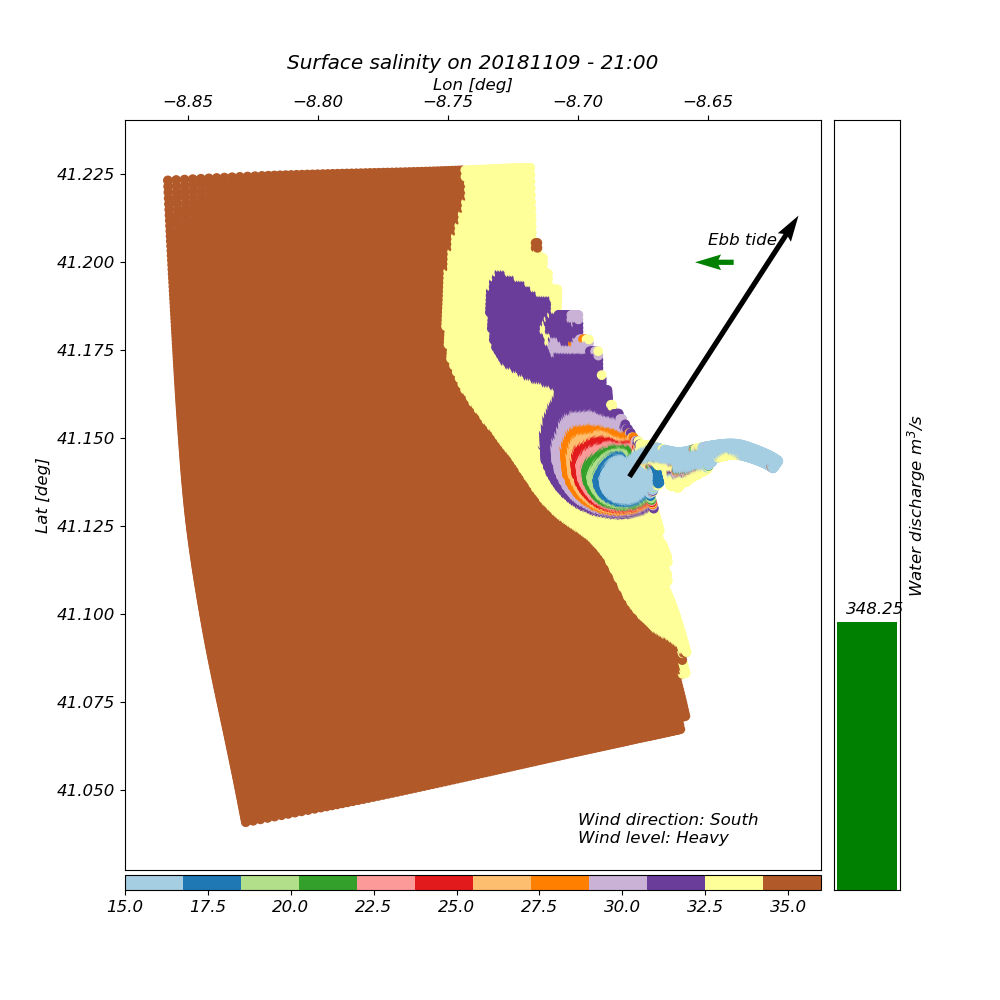 Surface salinity on 20181109 - 21:00
Lon [deg]
−8.85 −8.80 −8.75 −8.70 −8.65
41.225
41.200
41.175
41.150
41.125
41.100
41.075
41.050
Lat [deg]
Ebb tide
Wind direction: South
Wind level: Heavy
348.25
Water discharge m³/s
15.0 17.5 20.0 22.5 25.0 27.5 30.0 32.5 35.0